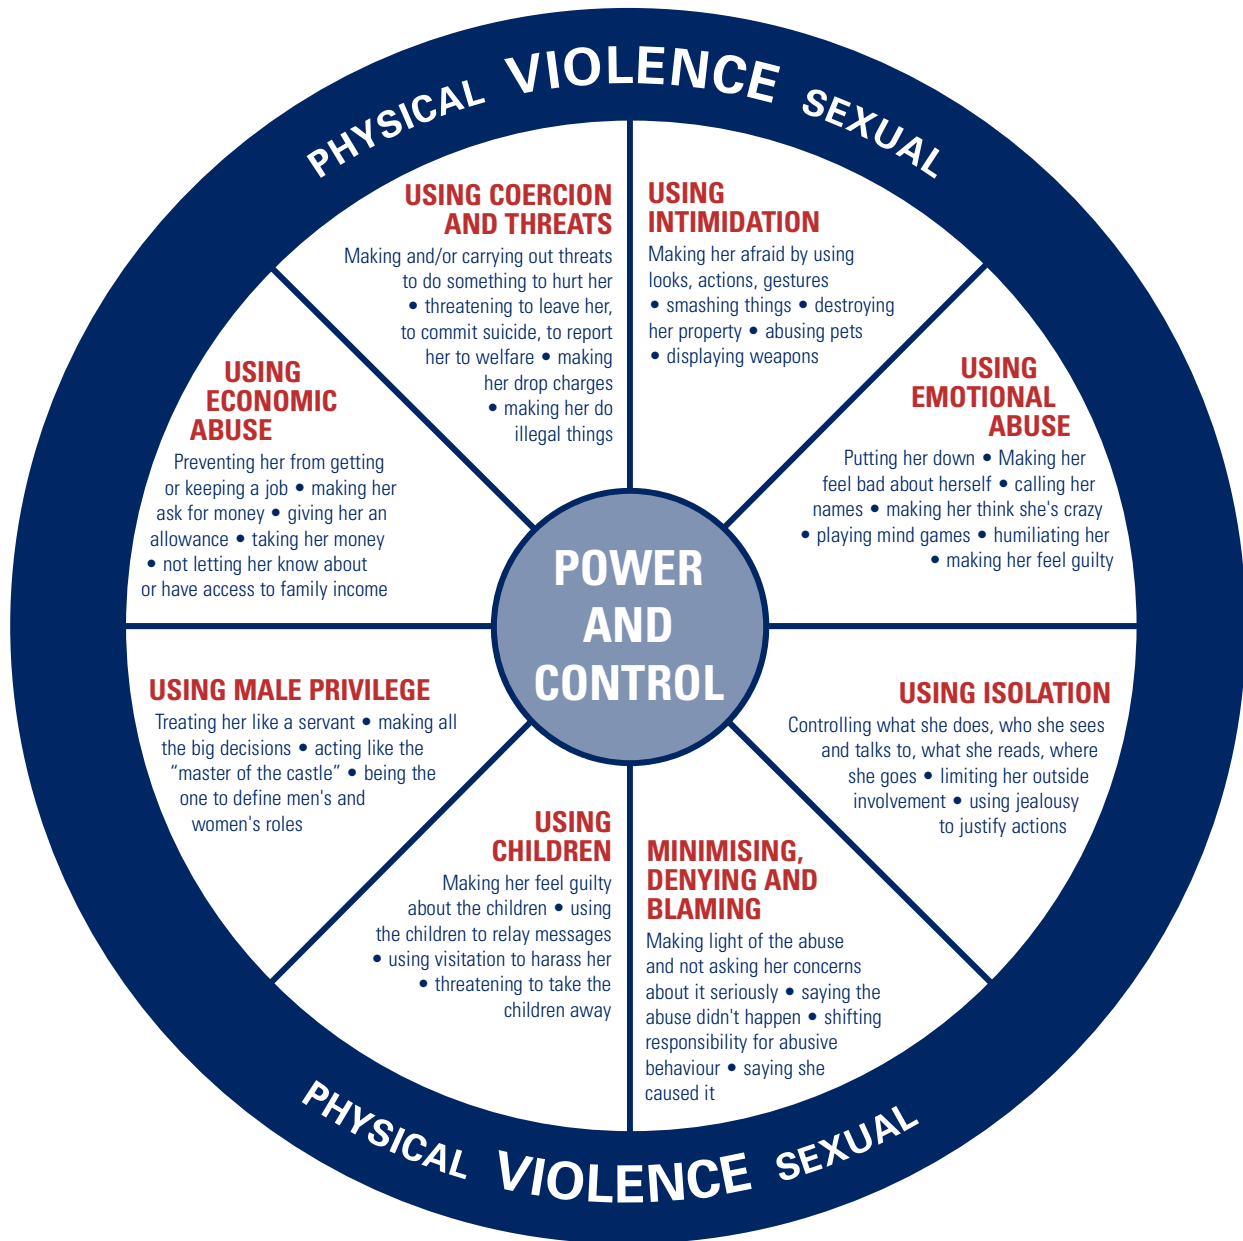 PHYSICAL VIOLENCE SEXUAL
USING COERCION
AND THREATS
Making and/or carrying out threats
to do something to hurt her
• threatening to leave her,
to commit suicide, to report
her to welfare • making
her drop charges
• making her do
illegal things
USING
INTIMIDATION
Making her afraid by using
looks, actions, gestures
• smashing things • destroying
her property • abusing pets
• displaying weapons
USING
EMOTIONAL
ABUSE
Putting her down • Making her
feel bad about herself • calling her
names • making her think she's crazy
• playing mind games • humiliating her
• making her feel guilty
USING ISOLATION
Controlling what she does, who she sees
and talks to, what she reads, where
she goes • limiting her outside
involvement • using jealousy
to justify actions
MINIMISING,
DENYING AND
BLAMING
Making light of the abuse
and not asking her concerns
about it seriously • saying the
abuse didn't happen • shifting
responsibility for abusive
behaviour • saying she
caused it
USING
CHILDREN
Making her feel guilty
about the children • using
the children to relay messages
• using visitation to harass her
• threatening to take the
children away
USING MALE PRIVILEGE
Treating her like a servant • making all
the big decisions • acting like the
“master of the castle” • being the
one to define men's and
women's roles
USING
ECONOMIC
ABUSE
Preventing her from getting
or keeping a job • making her
ask for money • giving her an
allowance • taking her money
• not letting her know about
or have access to family income
POWER
AND
CONTROL
PHYSICAL VIOLENCE SEXUAL